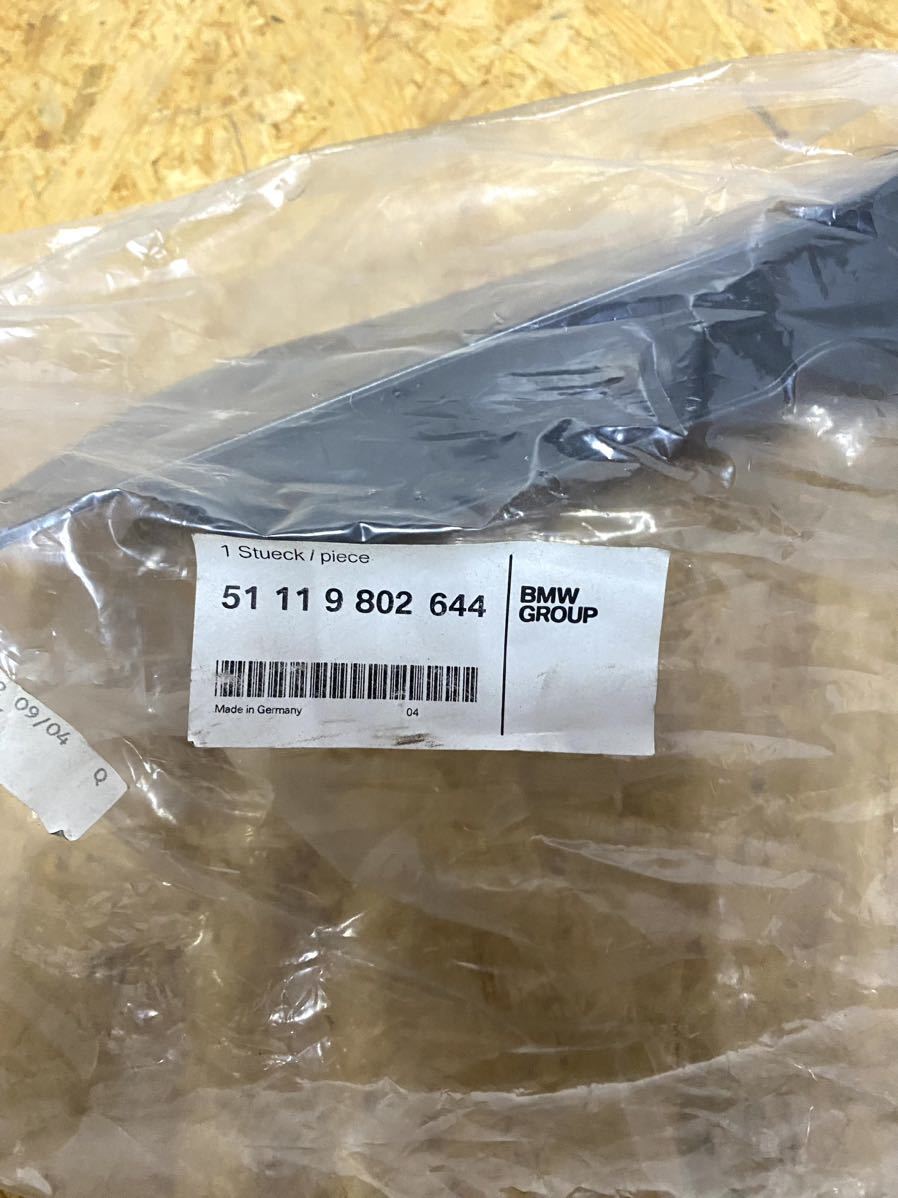 1 Stueck / piece
51 11 9 802 644
BMW
GROUP
Made in Germany
04
09/04
Q